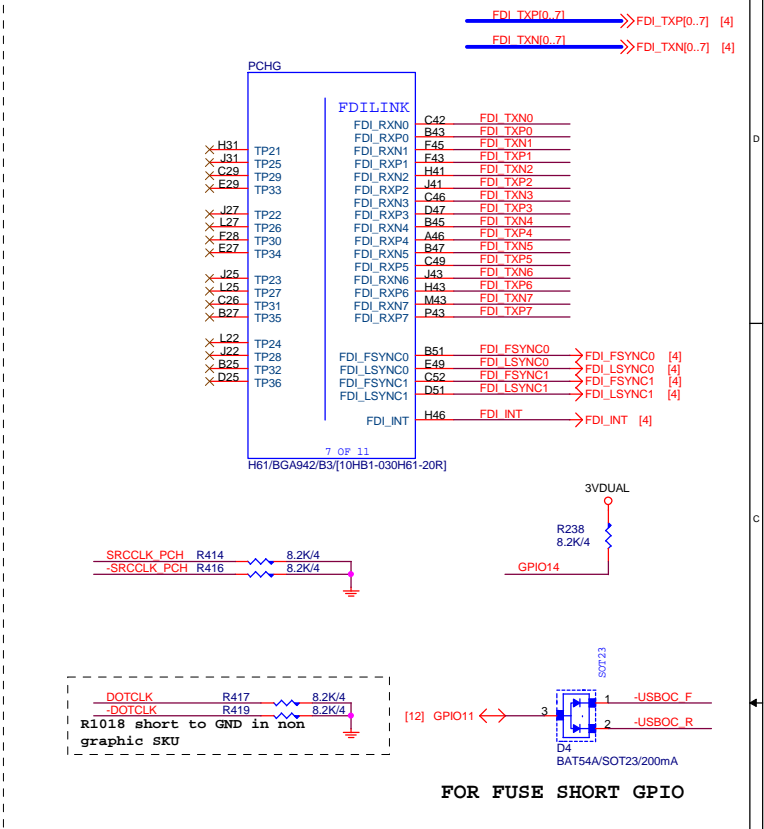 FDI_TXP[0..7] FDI_TXP[0..7] [4]
FDI_TXN[0..7] FDI_TXN[0..7] [4]
PCHG
FDILINK
FDI_RXN0 C42 FDI_TXN0
FDI_RXP0 B43 FDI_TXP0
H31 TP21 FDI_RXN1 F45 FDI_TXN1
J31 TP25 FDI_RXP1 F43 FDI_TXP1
C29 TP29 FDI_RXN2 H41 FDI_TXN2
E29 TP33 FDI_RXP2 J41 FDI_TXP2
FDI_RXN3 C46 FDI_TXN3
J27 TP22 FDI_RXP3 D47 FDI_TXP3
L27 TP26 FDI_RXN4 B45 FDI_TXN4
F28 TP30 FDI_RXP4 A46 FDI_TXP4
E27 TP34 FDI_RXN5 B47 FDI_TXN5
FDI_RXP5 C49 FDI_TXP5
J25 TP23 FDI_RXN6 J43 FDI_TXN6
L25 TP27 FDI_RXP6 H43 FDI_TXP6
C26 TP31 FDI_RXN7 M43 FDI_TXN7
B27 TP35 FDI_RXP7 P43 FDI_TXP7
L22 TP24
J22 TP28 FDI_FSYNC0 B51 FDI_FSYNC0 FDI_FSYNC0 [4]
B25 TP32 FDI_LSYNC0 E49 FDI_LSYNC0 FDI_LSYNC0 [4]
D25 TP36 FDI_FSYNC1 C52 FDI_FSYNC1 FDI_FSYNC1 [4]
FDI_LSYNC1 D51 FDI_LSYNC1 FDI_LSYNC1 [4]
FDI_INT H46 FDI_INT FDI_INT [4]
7 OF 11
H61/BGA942/B3/[10HB1-030H61-20R]
D
C
3VDUAL
R238
8.2K/4
GPIO14
SRCCLK_PCH R414 8.2K/4
-SRCCLK_PCH R416 8.2K/4
DOTCLK R417 8.2K/4
-DOTCLK R419 8.2K/4
R1018 short to GND in non
graphic SKU
SOT23
[12] GPIO11 3 1 -USBOC_F
2 -USBOC_R
D4
BAT54A/SOT23/200mA
FOR FUSE SHORT GPIO